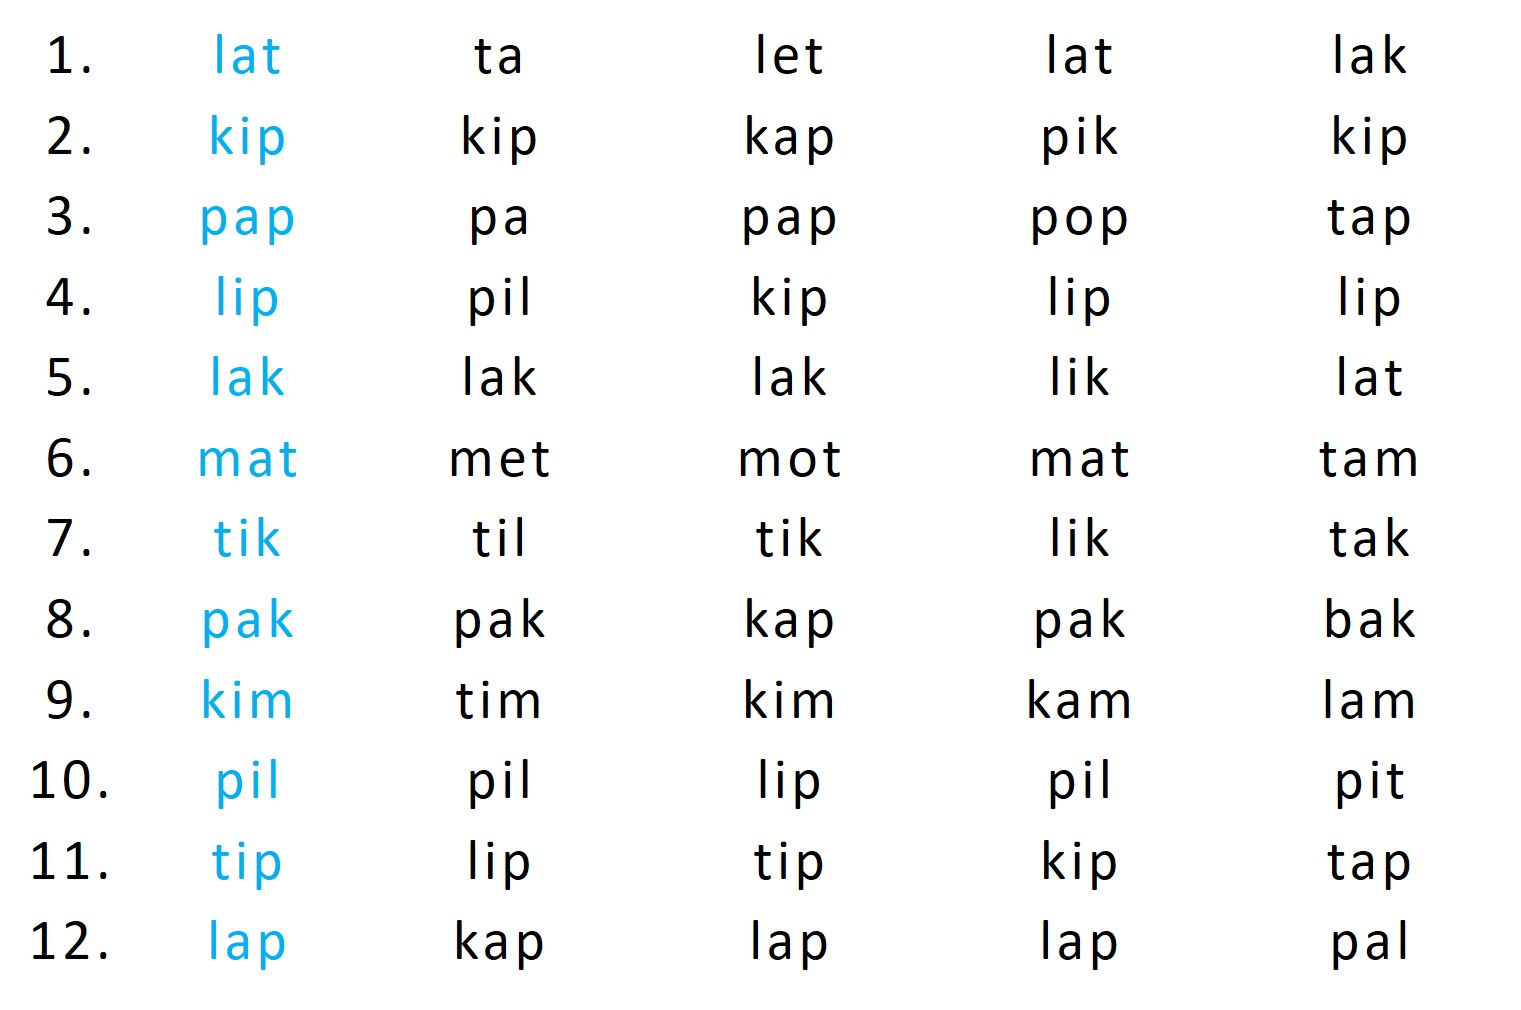 1. lat ta let lat lak
2. kip kip kap pik kip
3. pap pa pap pop tap
4. lip pil kip lip lip
5. lak lak lak lik lat
6. mat met mot mat tam
7. tik til tik lik tak
8. pak pak kap pak bak
9. kim tim kim kam lam
10. pil pil lip pil pit
11. tip lip tip kip tap
12. lap kap lap lap pal